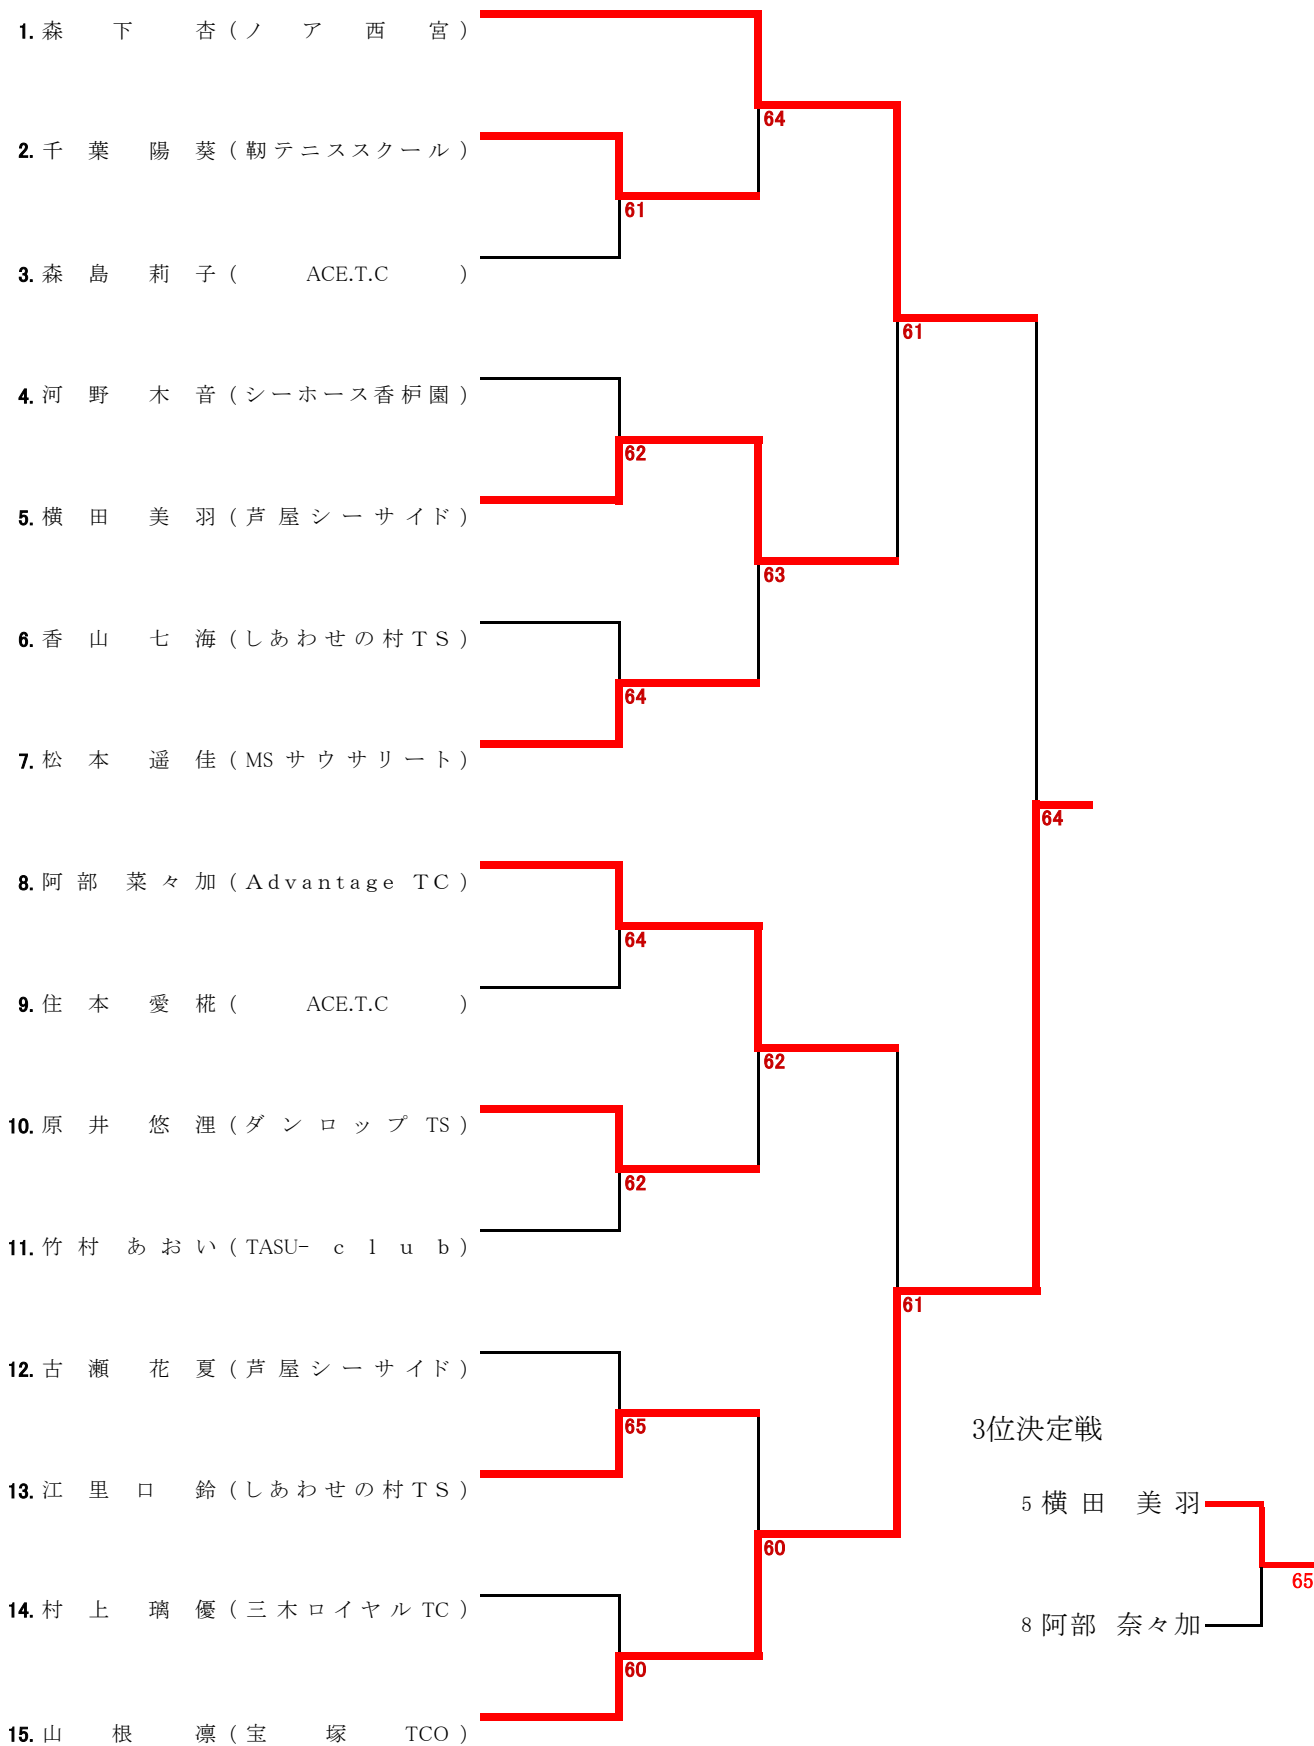 1. 森下 杏 (ノア西宮)
64
2. 千葉 陽葵 (靭テニススクール)
61
3. 森島 莉子 (ACE.T.C)
61
4. 河野 木音 (シーホース香枦園)
62
5. 横田 美羽 (芦屋シーサイド)
63
6. 香山 七海 (しあわせの村TS)
64
7. 松本 遥佳 (MSサウサリート)
64
8. 阿部 菜々加 (Advantage TC)
64
9. 住本 愛椛 (ACE.T.C)
62
10. 原井 悠浬 (ダンロップTS)
62
11. 竹村 あおい (TASU-club)
61
12. 古瀬 花夏 (芦屋シーサイド)
65
3位決定戦
13. 江里口 鈴 (しあわせの村TS)
5 横田 美羽
60
65
14. 村上 璃優 (三木ロイヤルTC)
8 阿部 奈々加
60
15. 山根 凛 (宝塚TCO)